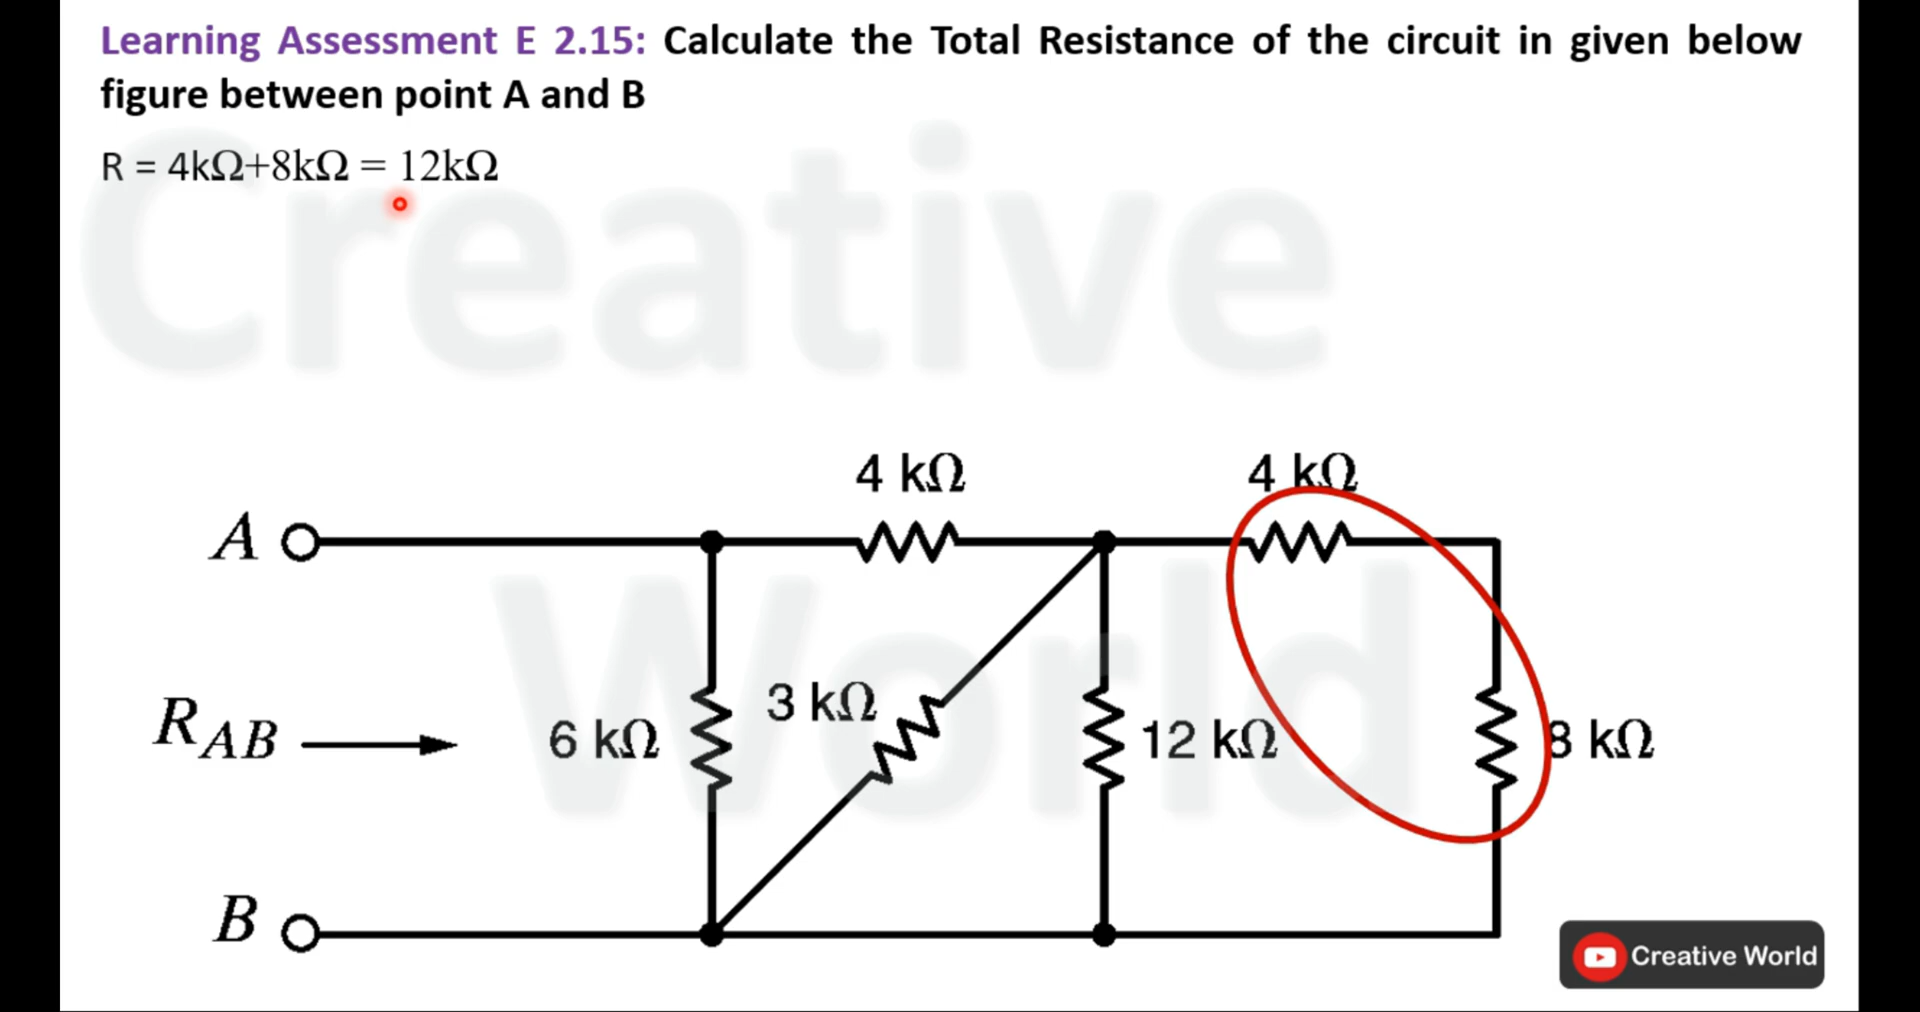 Learning Assessment E 2.15: Calculate the Total Resistance of the circuit in given below
figure between point A and B
R = 4kΩ+8kΩ = 12kΩ
Creative
World
4 kΩ
4 kΩ
A
3 kΩ
R_AB
6 kΩ
12 kΩ
8 kΩ
B
Creative World